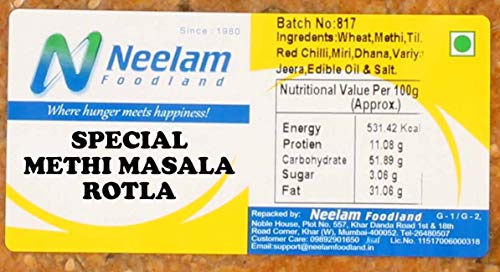 Since : 1980
Neelam
Foodland
Where hunger meets happiness!
SPECIAL
METHI MASALA
ROTLA
Batch No:817
Ingredients:Wheat,Methi,Til,
Red Chilli,Miri,Dhana,Variy
Jeera,Edible Oil & Salt.
Nutritional Value Per 100g
(Approx.)
Energy 531.42 Kcal
Protien 11.08 g
Carbohydrate 51.89 g
Sugar 3.06 g
Fat 31.06 g
Repacked by: Neelam Foodland G - 1 / G - 2,
Noble House, Plot No. 557, Khar Danda Road 1st & 18th
Road Corner, Khar (W), Mumbai-400052. Tel-26480507
Customer Care: 09892901650 fssai Lic.No. 11517006000318
Email:support@neelamfoodland.in